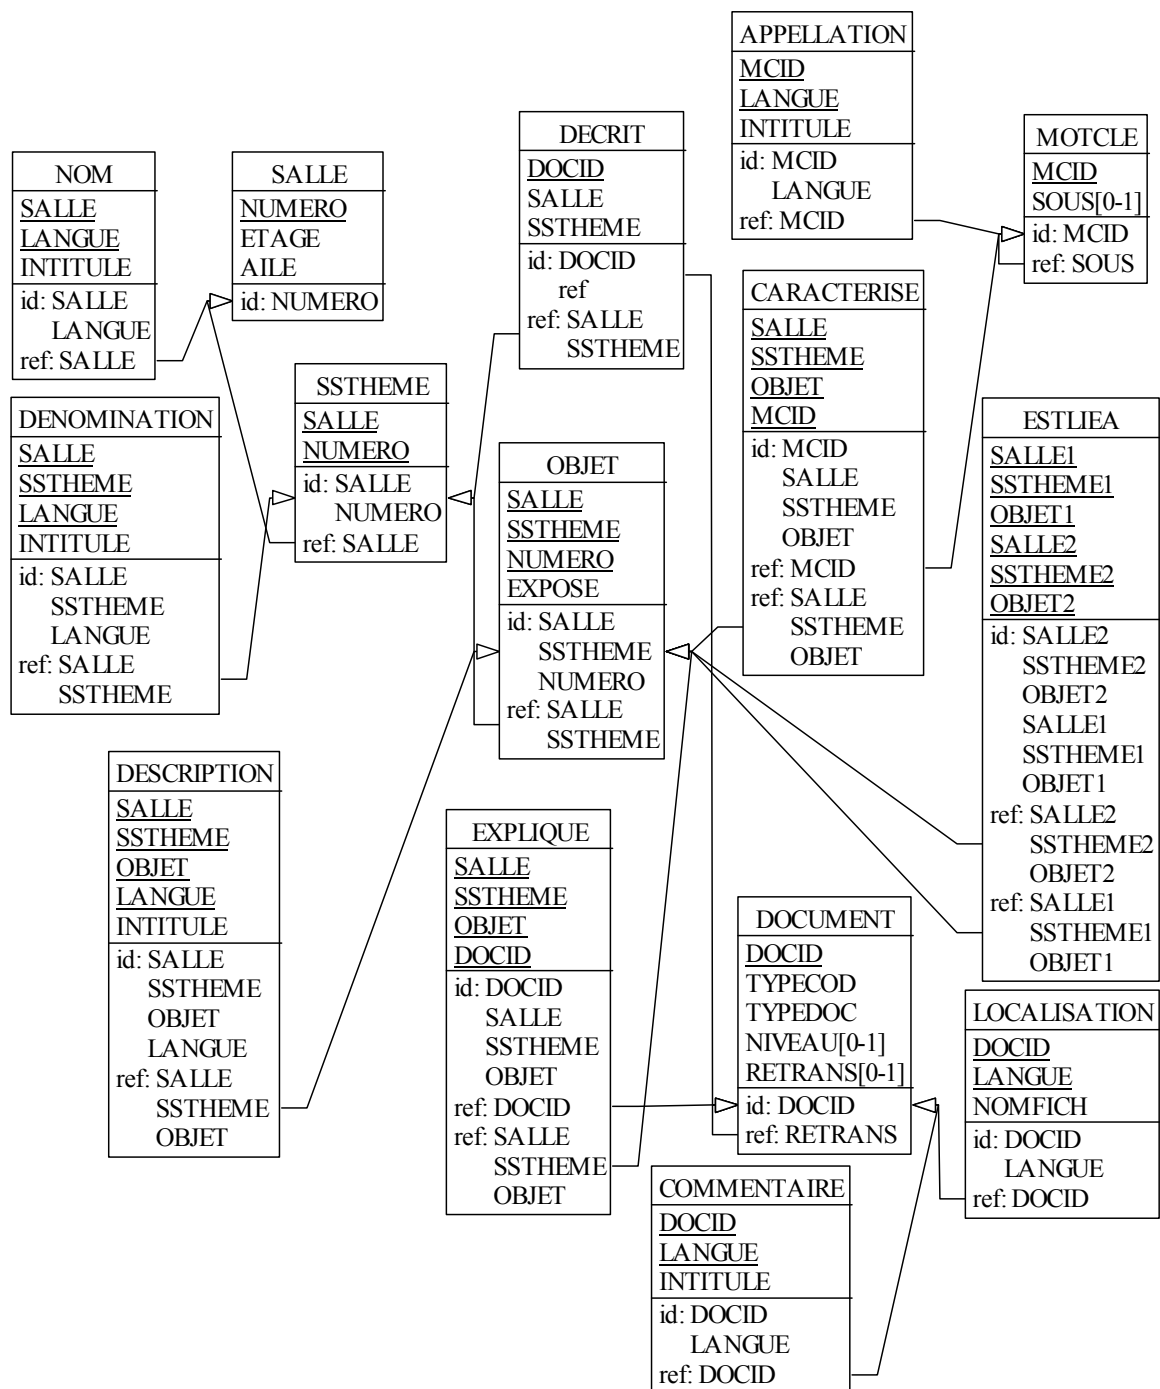 APPELLATION
MCID
LANGUE
INTITULE
id: MCID
LANGUE
ref: MCID
MOTCLE
MCID
SOUS[0-1]
id: MCID
ref: SOUS
DECRIT
DOCID
SALLE
SSTHEME
id: DOCID
ref
ref: SALLE
SSTHEME
NOM
SALLE
LANGUE
INTITULE
id: SALLE
LANGUE
ref: SALLE
SALLE
NUMERO
ETAGE
AILE
id: NUMERO
CARACTERISE
SALLE
SSTHEME
OBJET
MCID
id: MCID
SALLE
SSTHEME
OBJET
ref: MCID
ref: SALLE
SSTHEME
OBJET
SSTHEME
SALLE
NUMERO
id: SALLE
NUMERO
ref: SALLE
DENOMINATION
SALLE
SSTHEME
LANGUE
INTITULE
id: SALLE
SSTHEME
LANGUE
ref: SALLE
SSTHEME
OBJET
SALLE
SSTHEME
NUMERO
EXPOSE
id: SALLE
SSTHEME
NUMERO
ref: SALLE
SSTHEME
ESTLIEA
SALLE1
SSTHEME1
OBJET1
SALLE2
SSTHEME2
OBJET2
id: SALLE2
SSTHEME2
OBJET2
SALLE1
SSTHEME1
OBJET1
ref: SALLE2
SSTHEME2
OBJET2
ref: SALLE1
SSTHEME1
OBJET1
DESCRIPTION
SALLE
SSTHEME
OBJET
LANGUE
INTITULE
id: SALLE
SSTHEME
OBJET
LANGUE
ref: SALLE
SSTHEME
OBJET
EXPLIQUE
SALLE
SSTHEME
OBJET
DOCID
id: DOCID
SALLE
SSTHEME
OBJET
ref: DOCID
ref: SALLE
SSTHEME
OBJET
DOCUMENT
DOCID
TYPECOD
TYPEDOC
NIVEAU[0-1]
RETRANS[0-1]
id: DOCID
ref: RETRANS
LOCALISATION
DOCID
LANGUE
NOMFICH
id: DOCID
LANGUE
ref: DOCID
COMMENTAIRE
DOCID
LANGUE
INTITULE
id: DOCID
LANGUE
ref: DOCID